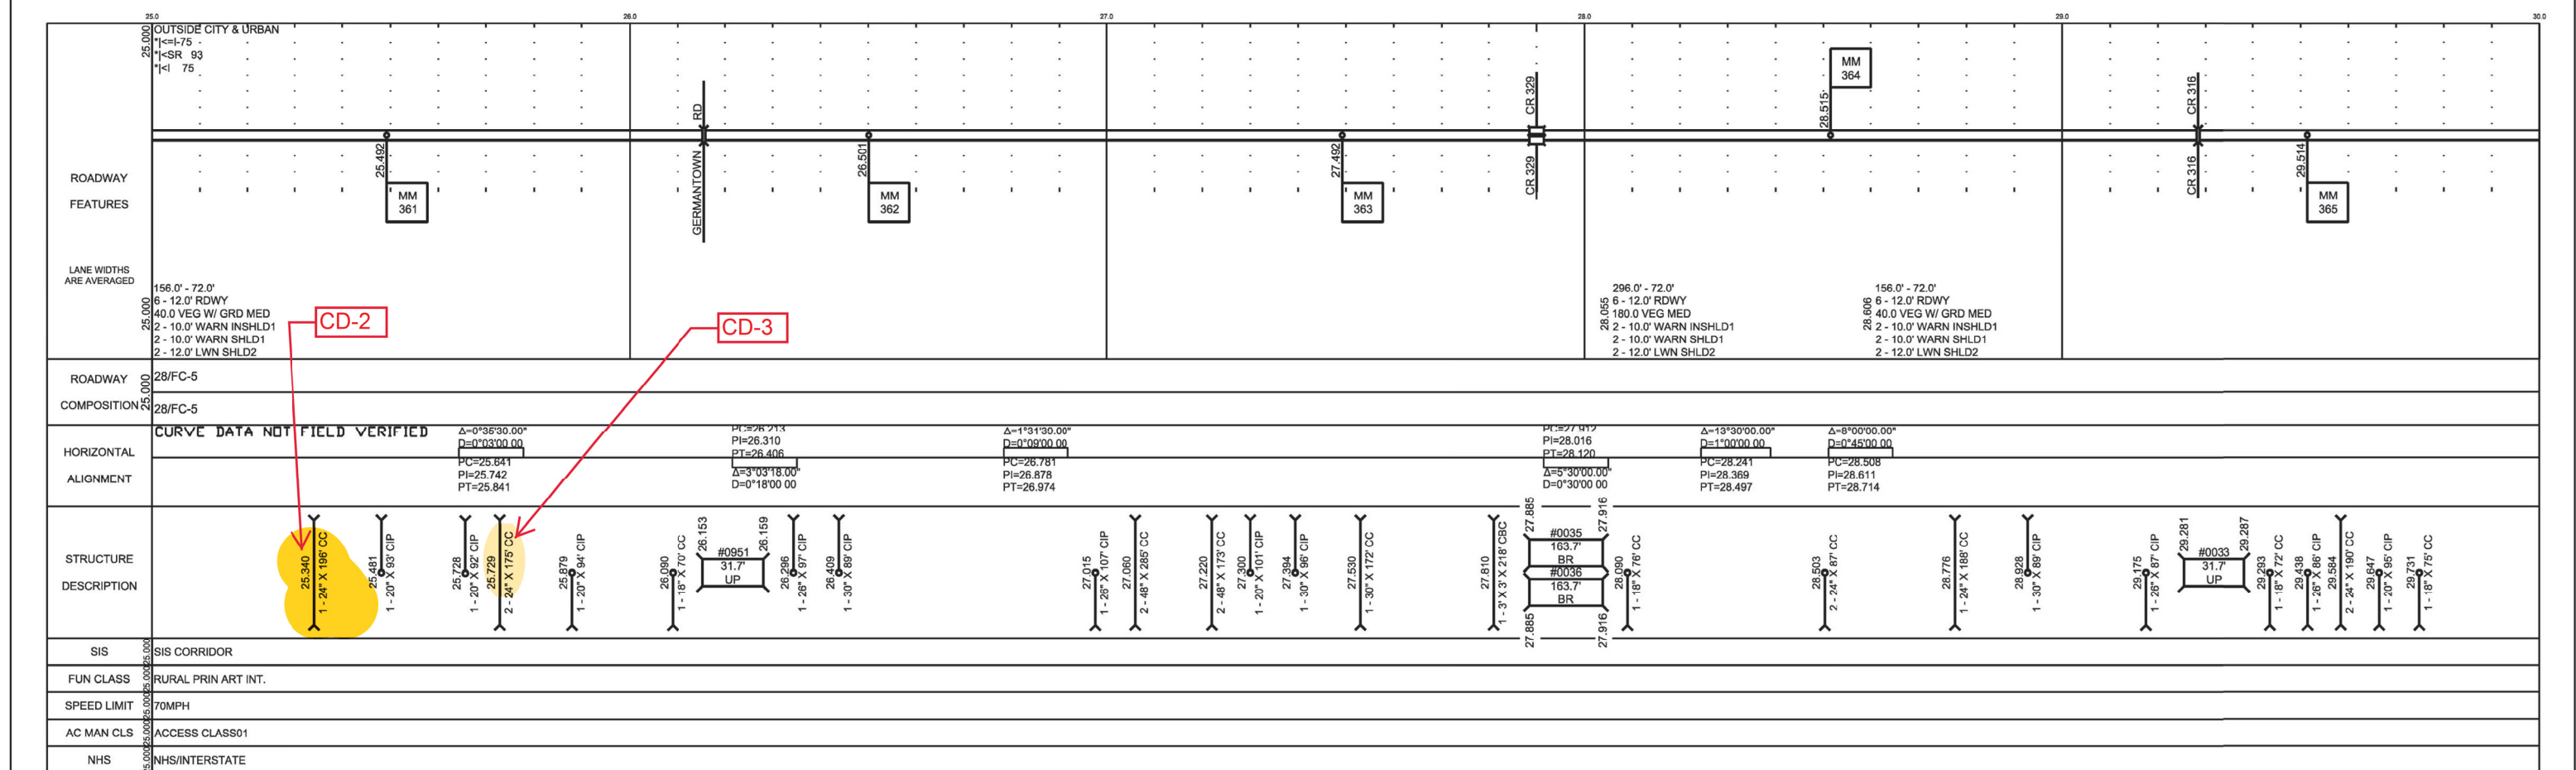 25.0
26.0
27.0
28.0
29.0
30.0
25.000
OUTSIDE CITY & URBAN
*|<=I-75
*|<SR 93
*|<I 75
ROADWAY
FEATURES
25.492
MM
361
GERMANTOWN RD
26.501
MM
362
27.492
MM
363
CR 329
CR 329
28.515
MM
364
CR 316
CR 316
29.514
MM
365
LANE WIDTHS
ARE AVERAGED
25.000
156.0' - 72.0'
6 - 12.0' RDWY
40.0 VEG W/ GRD MED
2 - 10.0' WARN INSHLD1
2 - 10.0' WARN SHLD1
2 - 12.0' LWN SHLD2
CD-2
CD-3
28.055
296.0' - 72.0'
6 - 12.0' RDWY
180.0 VEG MED
2 - 10.0' WARN INSHLD1
2 - 10.0' WARN SHLD1
2 - 12.0' LWN SHLD2
28.606
156.0' - 72.0'
6 - 12.0' RDWY
40.0 VEG W/ GRD MED
2 - 10.0' WARN INSHLD1
2 - 10.0' WARN SHLD1
2 - 12.0' LWN SHLD2
ROADWAY
COMPOSITION
25.000
28/FC-5
28/FC-5
HORIZONTAL
ALIGNMENT
CURVE DATA NOT FIELD VERIFIED
Δ=0°35'30.00"
D=0°03'00 00
PC=25.641
PI=25.742
PT=25.841
PC=26.213
PI=26.310
PT=26.406
Δ=3°03'18.00"
D=0°18'00 00
Δ=1°31'30.00"
D=0°09'00 00
PC=26.781
PI=26.878
PT=26.974
PC=27.912
PI=28.016
PT=28.120
Δ=5°30'00.00"
D=0°30'00 00
Δ=13°30'00.00"
D=1°00'00 00
PC=28.241
PI=28.369
PT=28.497
Δ=8°00'00.00"
D=0°45'00 00
PC=28.508
PI=28.611
PT=28.714
STRUCTURE
DESCRIPTION
25.340
1 - 24" X 196' CC
25.481
1 - 20" X 93' CIP
25.728
1 - 20" X 92' CIP
25.729
2 - 24" X 175' CC
25.879
1 - 20" X 94' CIP
26.090
1 - 18" X 70' CC
26.153
#0951
31.7'
UP
26.159
26.296
1 - 26" X 97' CIP
26.409
1 - 30" X 89' CIP
27.015
1 - 26" X 107' CIP
27.060
2 - 48" X 285' CC
27.220
2 - 48" X 173' CC
27.300
1 - 20" X 101' CIP
27.394
1 - 30" X 96' CIP
27.530
1 - 30" X 172' CC
27.810
1 - 3' X 3' X 218' CBC
27.885
27.916
#0035
163.7'
BR
#0036
163.7'
BR
27.885
27.916
28.090
1 - 18" X 76' CC
28.503
2 - 24" X 87' CC
28.776
1 - 24" X 188' CC
28.928
1 - 30" X 89' CIP
29.175
1 - 26" X 87' CIP
29.281
#0033
31.7'
UP
29.287
29.293
1 - 18" X 72' CC
29.438
1 - 26" X 86' CIP
29.584
2 - 24" X 190' CC
29.647
1 - 20" X 95' CIP
29.731
1 - 18" X 75' CC
SIS
25.000
SIS CORRIDOR
FUN CLASS
25.000
RURAL PRIN ART INT.
SPEED LIMIT
25.000
70MPH
AC MAN CLS
25.000
ACCESS CLASS01
NHS
25.000
NHS/INTERSTATE